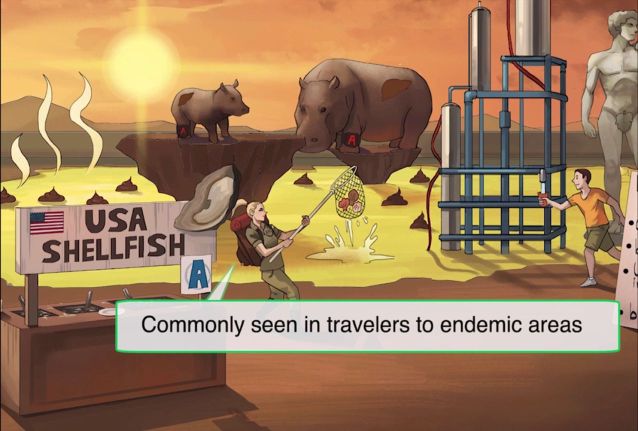 A
A
USA
SHELLFISH
A
Commonly seen in travelers to endemic areas